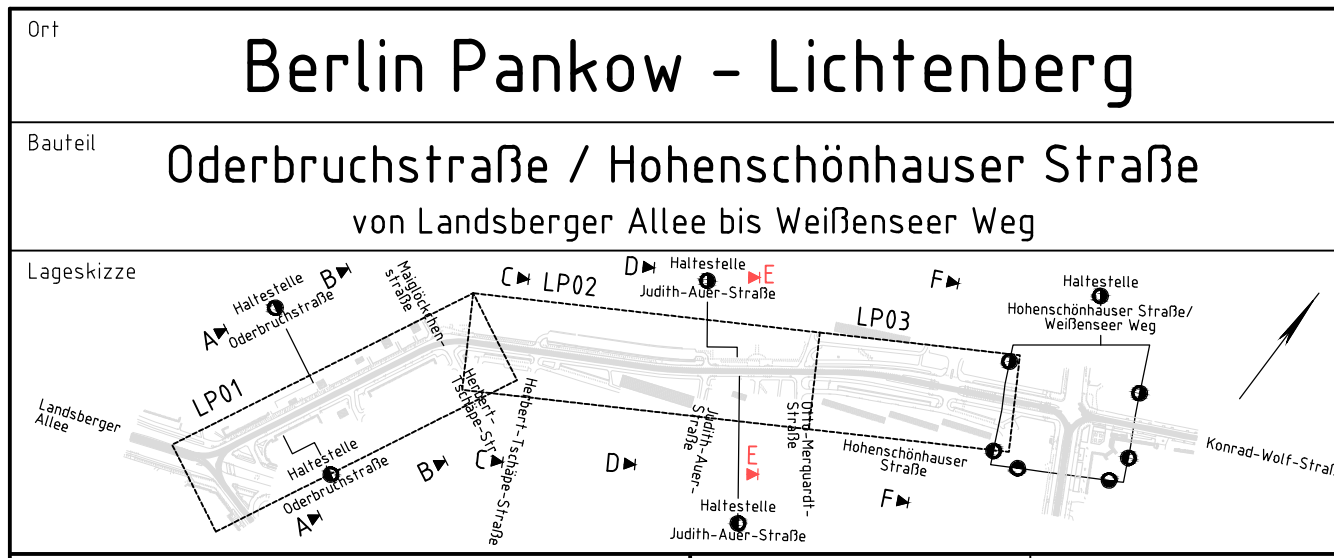 Ort
Berlin Pankow - Lichtenberg
Bauteil
Oderbruchstraße / Hohenschönhauser Straße
von Landsberger Allee bis Weißenseer Weg
Lageskizze
A
Haltestelle
Oderbruchstraße
B
Maiglöckchen-
straße
C
LP02
D
Haltestelle
Judith-Auer-Straße
E
LP03
F
Haltestelle
Hohenschönhauser Straße/
Weißenseer Weg
LP01
Landsberger
Allee
Haltestelle
Oderbruchstraße
A
B
Herbert-
Tschäpe-Str.
C
Herbert-Tschäpe-Straße
D
Judith-Auer-
Straße
E
Haltestelle
Judith-Auer-Straße
Otto-Merquardt-
Straße
Hohenschönhauser
Straße
F
Konrad-Wolf-Straß